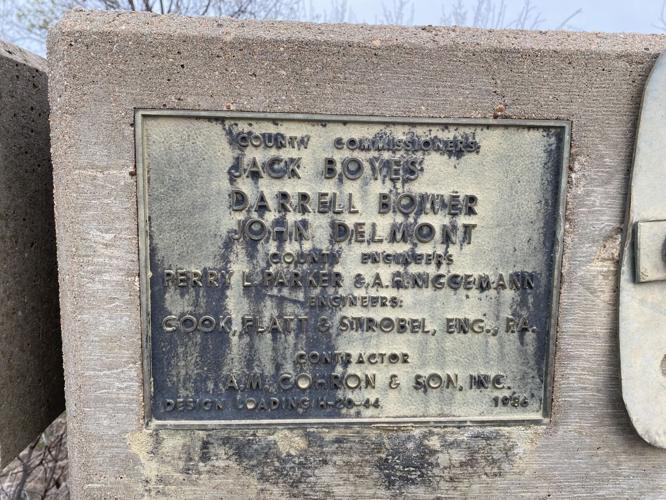 COUNTY COMMISSIONERS:
JACK BOYES
DARRELL BOWER
JOHN DELMONT
COUNTY ENGINEERS
PERRY L. PARKER & A.H. NIGGEMANN
ENGINEERS:
COOK, FLATT & STROBEL, ENG., P.A.
CONTRACTOR
A.M. COHRON & SON, INC.
DESIGN LOADING H-20-44 1986